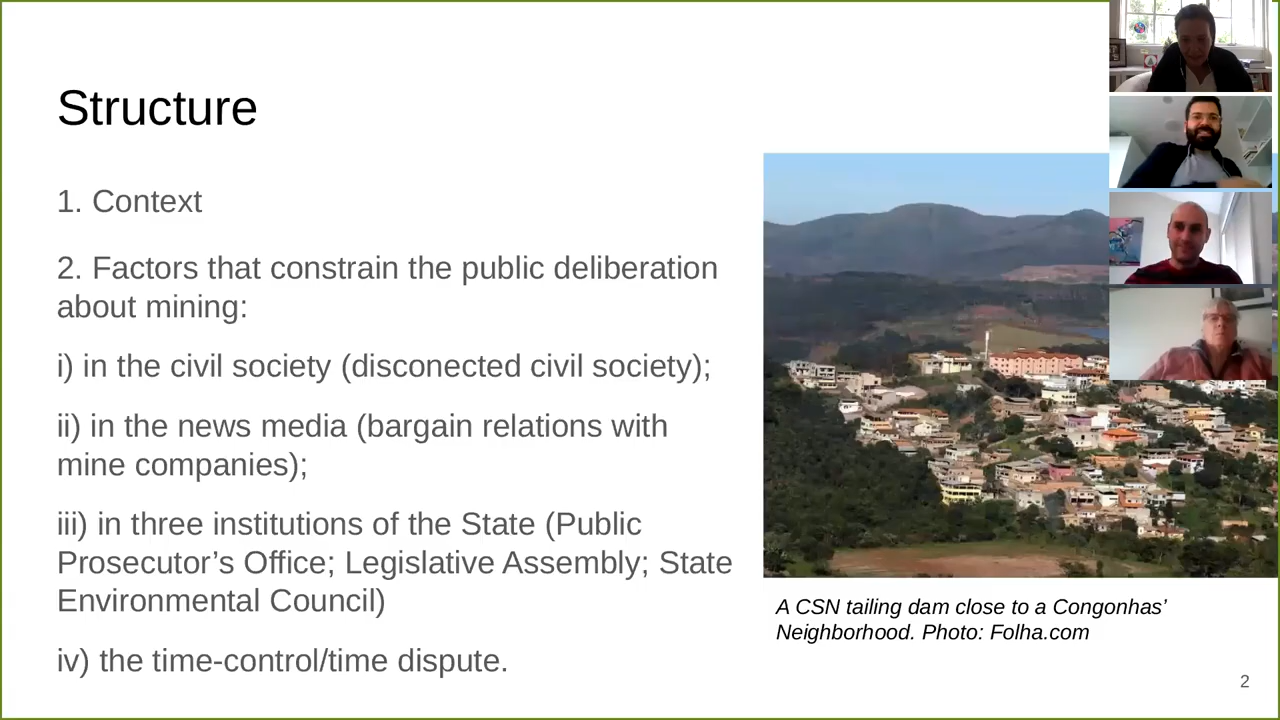 Structure
1. Context
2. Factors that constrain the public deliberation
about mining:
i) in the civil society (disconected civil society);
ii) in the news media (bargain relations with
mine companies);
iii) in three institutions of the State (Public
Prosecutor’s Office; Legislative Assembly; State
Environmental Council)
iv) the time-control/time dispute.
A CSN tailing dam close to a Congonhas’
Neighborhood. Photo: Folha.com
2